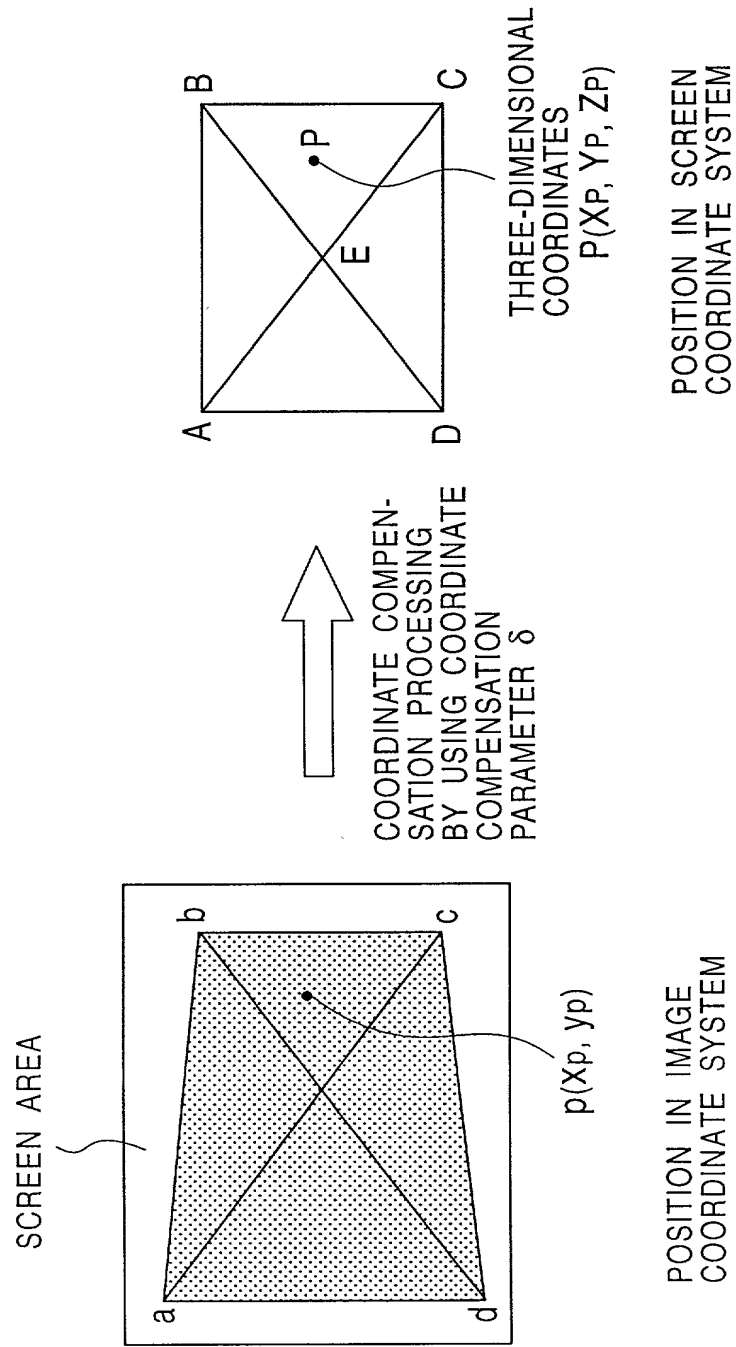 SCREEN AREA
a
b
c
d
p(Xp, yp)
POSITION IN IMAGE
COORDINATE SYSTEM
COORDINATE COMPEN-
SATION PROCESSING
BY USING COORDINATE
COMPENSATION
PARAMETER δ
A
B
P
E
D
C
THREE-DIMENSIONAL
COORDINATES
P(XP, YP, ZP)
POSITION IN SCREEN
COORDINATE SYSTEM